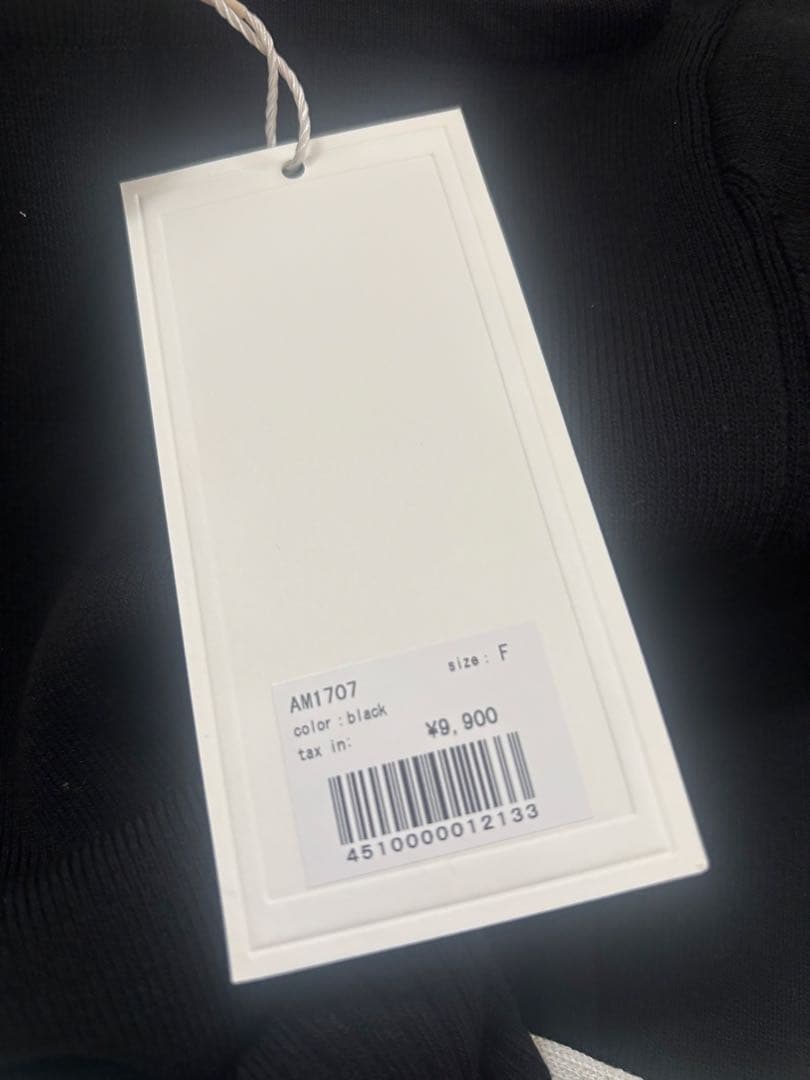 AM1707
size: F
color:black
tax in:
¥9,900
4510000012133